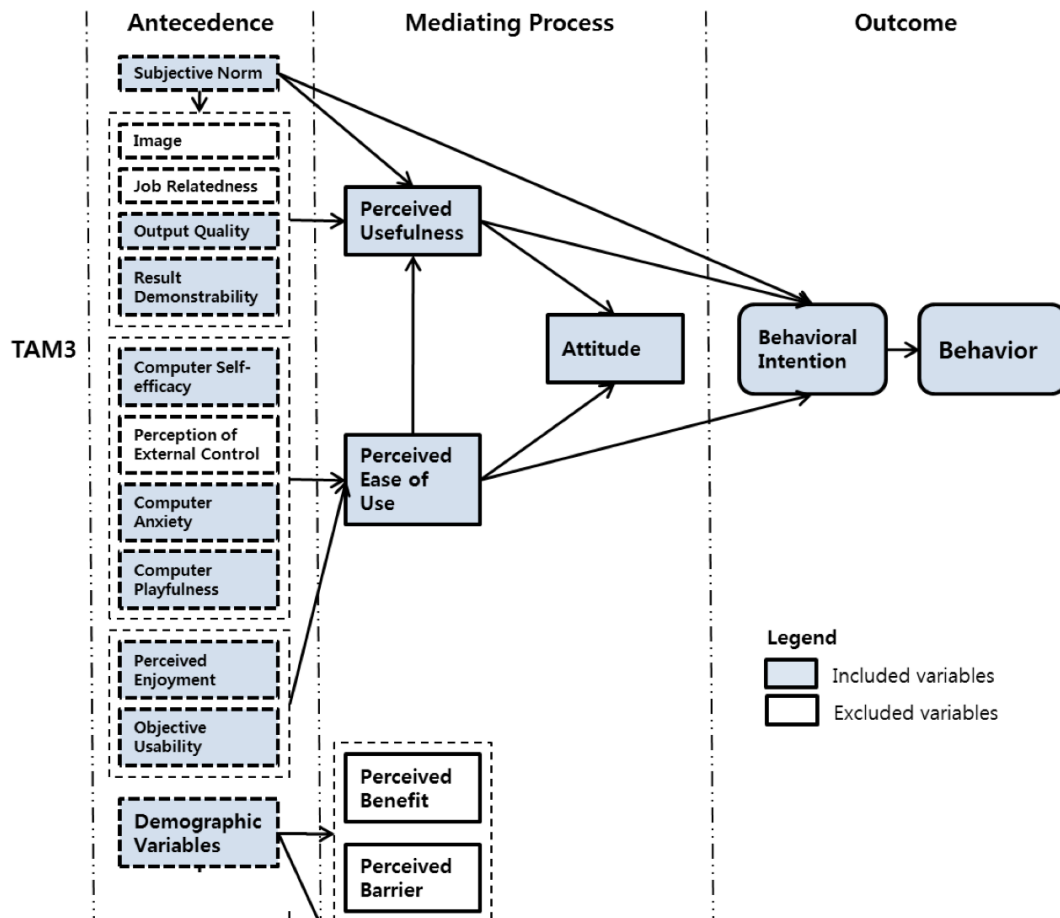 Antecedence
Mediating Process
Outcome
TAM3
Subjective Norm
Image
Job Relatedness
Output Quality
Result
Demonstrability
Computer Self-
efficacy
Perception of
External Control
Computer
Anxiety
Computer
Playfulness
Perceived
Enjoyment
Objective
Usability
Demographic
Variables
Perceived
Usefulness
Perceived
Ease of
Use
Attitude
Perceived
Benefit
Perceived
Barrier
Behavioral
Intention
Behavior
Legend
Included variables
Excluded variables